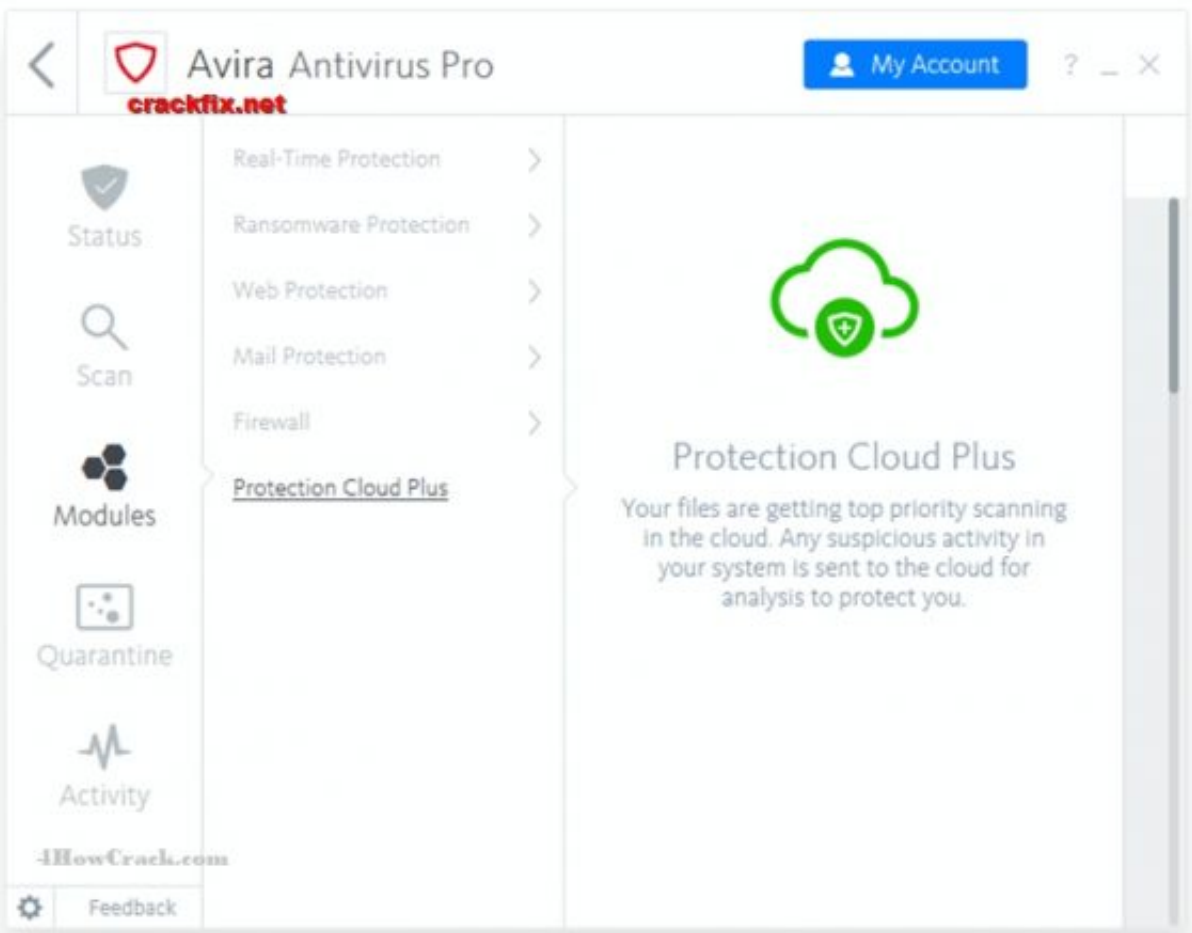 Avira Antivirus Pro
My Account
?
crackfix.net
Status
Scan
Modules
Quarantine
Activity
4HowCrack.com
Feedback
Real-Time Protection
Ransomware Protection
Web Protection
Mail Protection
Firewall
Protection Cloud Plus
Protection Cloud Plus
Your files are getting top priority scanning
in the cloud. Any suspicious activity in
your system is sent to the cloud for
analysis to protect you.